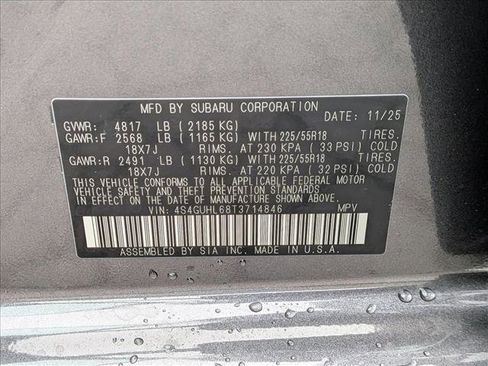 MFD BY SUBARU CORPORATION
DATE: 11/25
GVWR: 4817 LB (2185 KG)
GAWR:F 2568 LB (1165 KG) WITH 225/55R18 TIRES.
18X7J RIMS. AT 230 KPA (33 PSI) COLD
GAWR:R 2491 LB (1130 KG) WITH 225/55R18 TIRES.
18X7J RIMS. AT 220 KPA (32 PSI) COLD
THIS VEHICLE CONFORMS TO ALL APPLICABLE FEDERAL MOTOR
VEHICLE SAFETY AND THEFT PREVENTION STANDARDS IN
EFFECT ON THE DATE OF MANUFACTURE SHOWN ABOVE.
VIN: 4S4GUHL68T3714846 MPV
ASSEMBLED BY SIA INC. IN U.S.A.